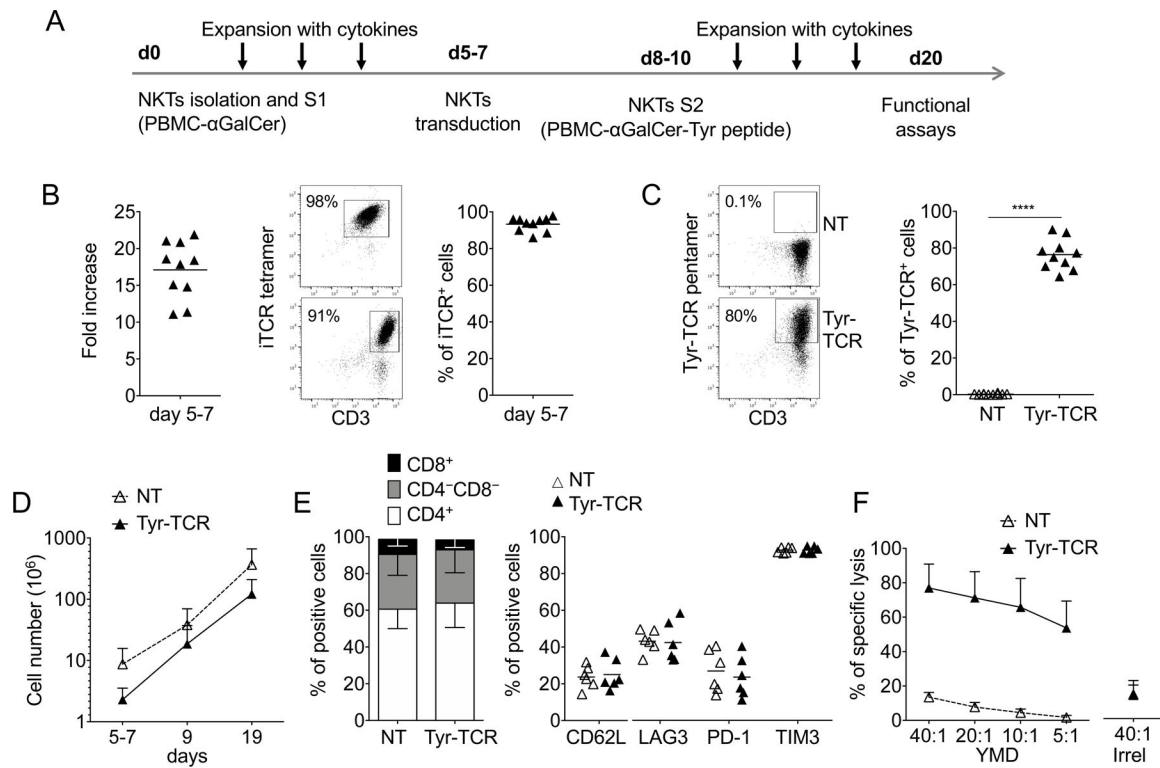 A
Expansion with cytokines
Expansion with cytokines
d0
d5-7
d8-10
d20
NKTs isolation and S1
(PBMC-αGalCer)
NKTs
transduction
NKTs S2
(PBMC-αGalCer-Tyr peptide)
Functional
assays
B
Fold increase
25
20
15
10
5
0
day 5-7
iTCR tetramer
98%
91%
CD3
% of iTCR⁺ cells
100
80
60
40
20
0
day 5-7
C
Tyr-TCR pentamer
0.1%
NT
80%
Tyr-
TCR
CD3
% of Tyr-TCR⁺ cells
100
80
60
40
20
0
****
NT
Tyr-TCR
D
NT
Tyr-TCR
Cell number (10⁶)
1000
100
10
1
5-7
9
19
days
E
CD8⁺
CD4⁻CD8⁻
CD4⁺
% of positive cells
100
80
60
40
20
0
NT
Tyr-TCR
NT
Tyr-TCR
% of positive cells
100
80
60
40
20
0
CD62L
LAG3
PD-1
TIM3
F
NT
Tyr-TCR
% of specific lysis
100
80
60
40
20
0
40:1
20:1
10:1
5:1
YMD
40:1
Irrel